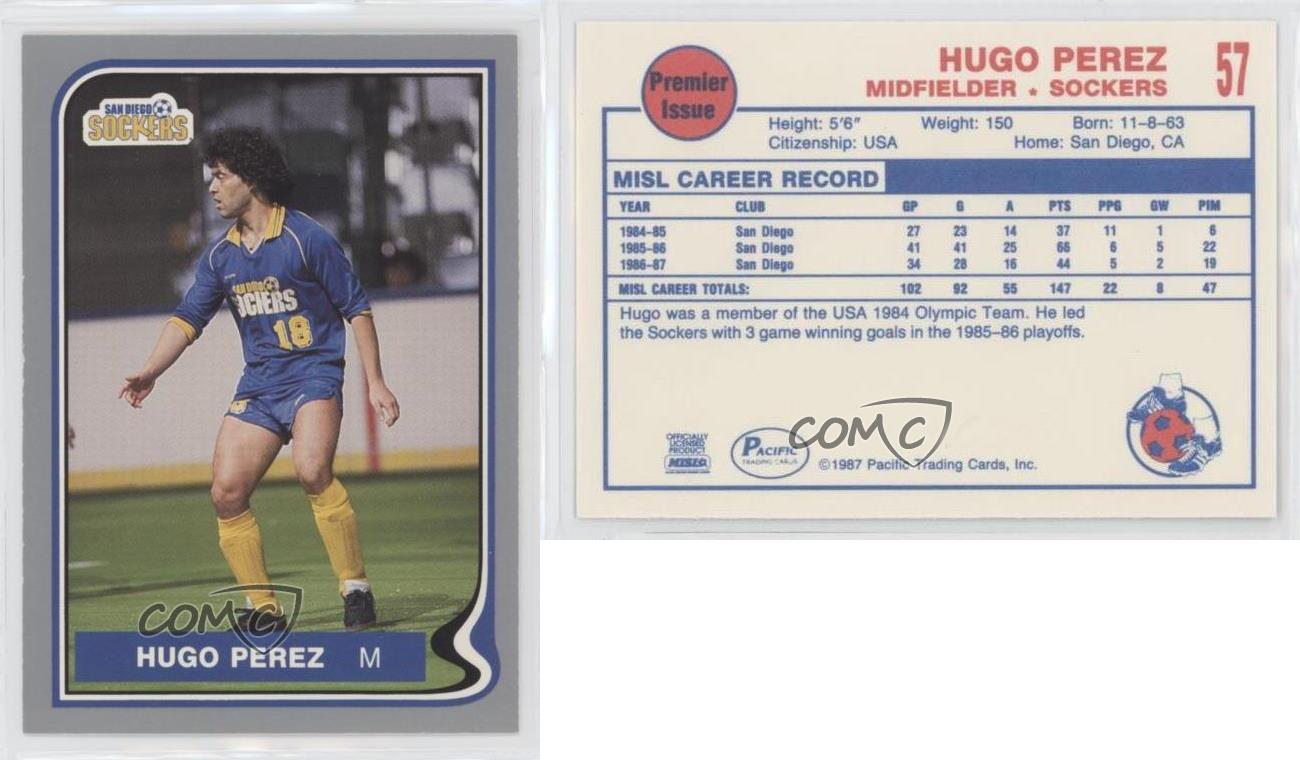 SAN DIEGO
SOCKERS
SAN DIEGO
SOCKERS
18
COMC
HUGO PEREZ M
Premier
Issue
HUGO PEREZ 57
MIDFIELDER ★ SOCKERS
Height: 5'6" Weight: 150 Born: 11-8-63
Citizenship: USA Home: San Diego, CA
MISL CAREER RECORD
YEAR CLUB GP G A PTS PPG GW PIM
1984-85 San Diego 27 23 14 37 11 1 6
1985-86 San Diego 41 41 25 66 6 5 22
1986-87 San Diego 34 28 16 44 5 2 19
MISL CAREER TOTALS: 102 92 55 147 22 8 47
Hugo was a member of the USA 1984 Olympic Team. He led
the Sockers with 3 game winning goals in the 1985-86 playoffs.
COMC
OFFICIALLY
LICENSED
PRODUCT
MISL
PACIFIC
TRADING CARDS
©1987 Pacific Trading Cards, Inc.